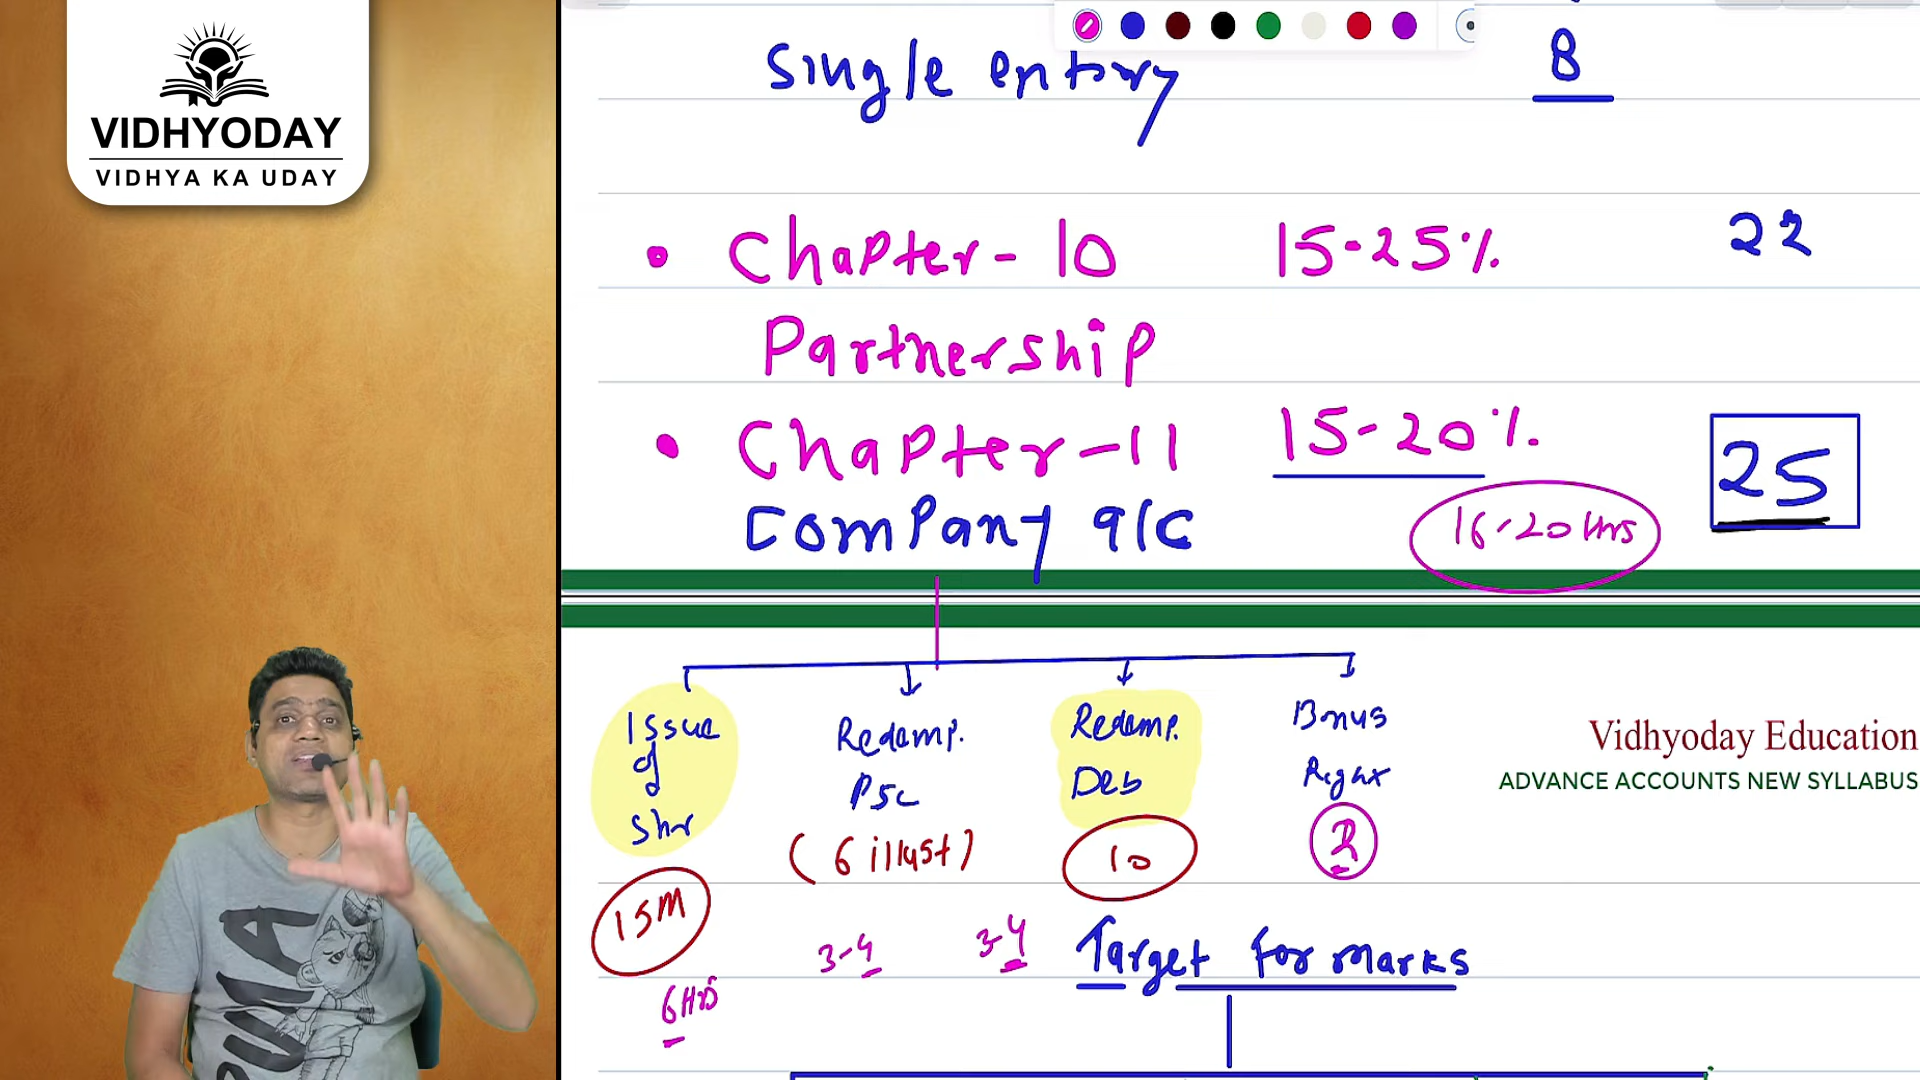 VIDHYODAY
VIDHYA KA UDAY
Single entry 8
• Chapter - 10 15-25% 22
Partnership
• Chapter - 11 15-20% 25
Company a/c 16-20 Hrs
Issue of Shr
Redemp. PSC
Redemp. Deb
Bonus Right
15M
(6 illust)
10
2
Vidhyoday Education
ADVANCE ACCOUNTS NEW SYLLABUS
3-4 3-4 Target for marks
6 Hrs
PUMA